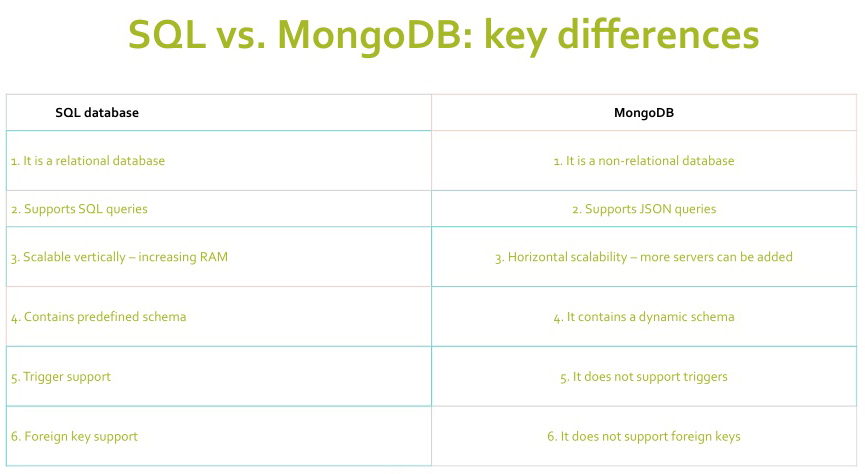 SQL vs. MongoDB: key differences
SQL database
MongoDB
1. It is a relational database
1. It is a non-relational database
2. Supports SQL queries
2. Supports JSON queries
3. Scalable vertically – increasing RAM
3. Horizontal scalability – more servers can be added
4. Contains predefined schema
4. It contains a dynamic schema
5. Trigger support
5. It does not support triggers
6. Foreign key support
6. It does not support foreign keys